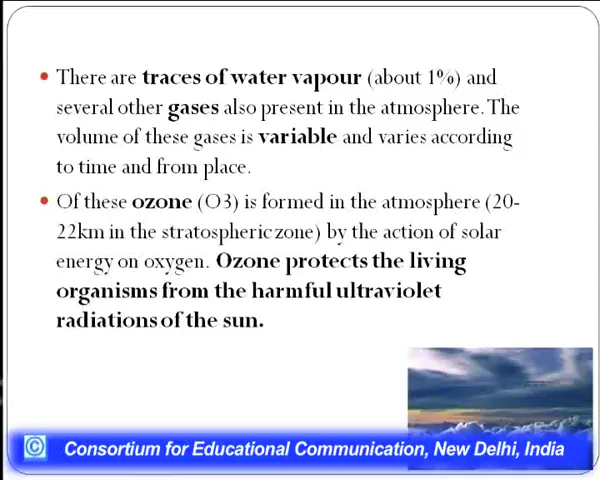 • There are traces of water vapour (about 1%) and
several other gases also present in the atmosphere. The
volume of these gases is variable and varies according
to time and from place.
• Of these ozone (O3) is formed in the atmosphere (20-
22km in the stratospheric zone) by the action of solar
energy on oxygen. Ozone protects the living
organisms from the harmful ultraviolet
radiations of the sun.
© Consortium for Educational Communication, New Delhi, India